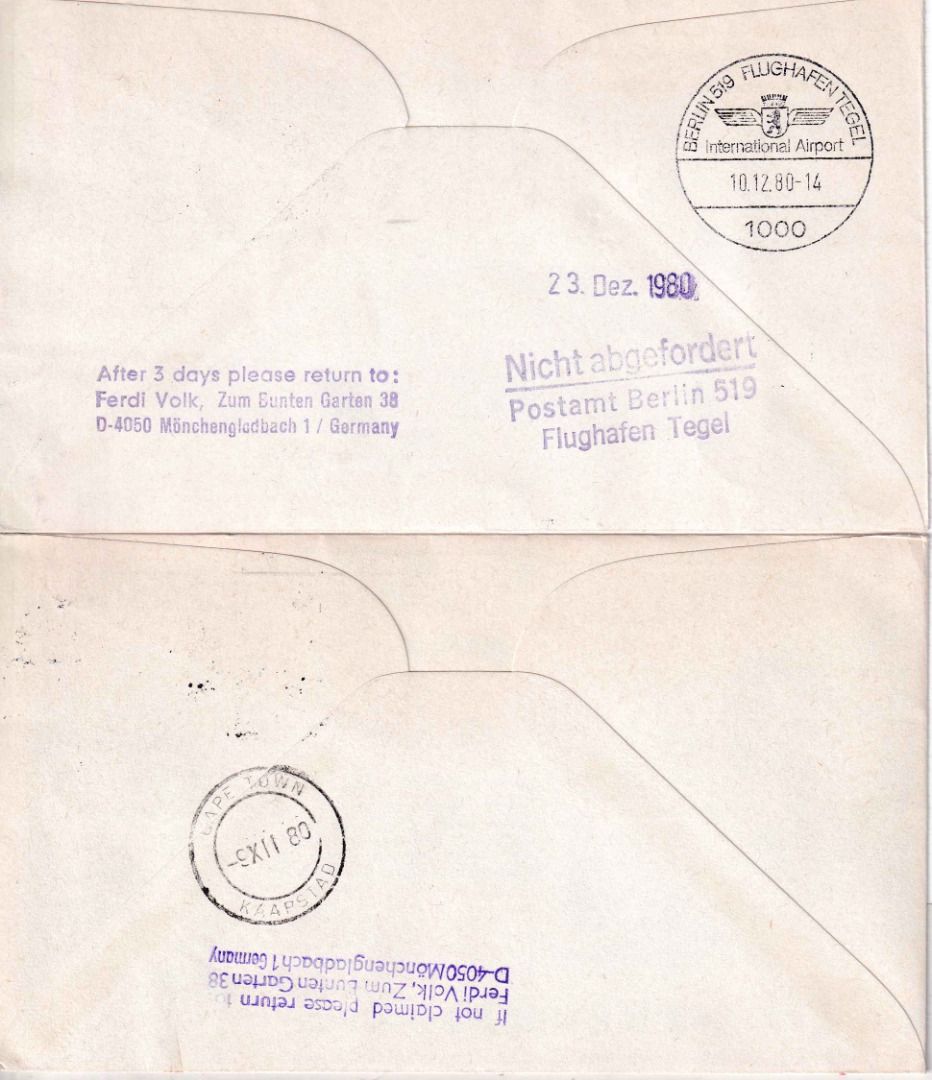 BERLIN 519 FLUGHAFEN TEGEL
International Airport
10.12.80-14
1000
23. Dez. 1980
Nicht abgefordert
Postamt Berlin 519
Flughafen Tegel
After 3 days please return to:
Ferdi Volk, Zum Bunten Garten 38
D-4050 Mönchengladbach 1 / Germany
CAPE TOWN
XII 80
KAAPSTAD
If not claimed please return to
Ferdi Volk, Zum Bunten Garten 38
D-4050 Mönchengladbach 1 Germany